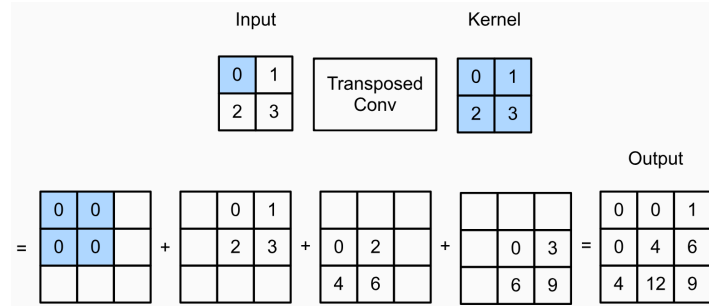 Input Kernel
0 1 Transposed Conv 0 1
2 3 2 3
Output
0 0 0 1 0 0 1
= 0 0 + 2 3 + 0 2 + 0 3 = 0 4 6
4 6 6 9 4 12 9